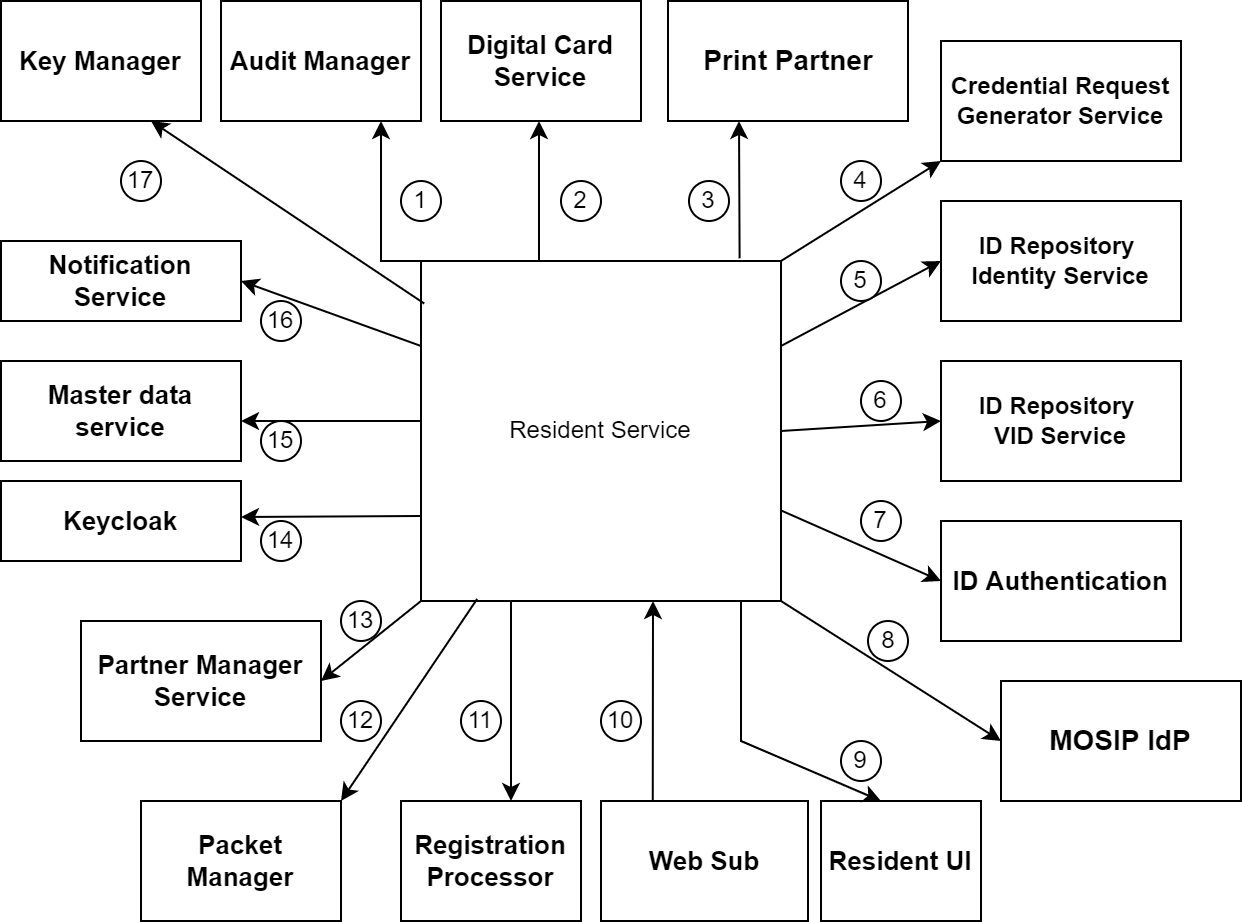 Key Manager
Audit Manager
Digital Card
Service
Print Partner
Credential Request
Generator Service
17
1
2
3
4
Notification
Service
16
5
ID Repository
Identity Service
Master data
service
15
Resident Service
6
ID Repository
VID Service
Keycloak
14
7
ID Authentication
13
8
Partner Manager
Service
12
11
10
9
MOSIP IdP
Packet
Manager
Registration
Processor
Web Sub
Resident UI